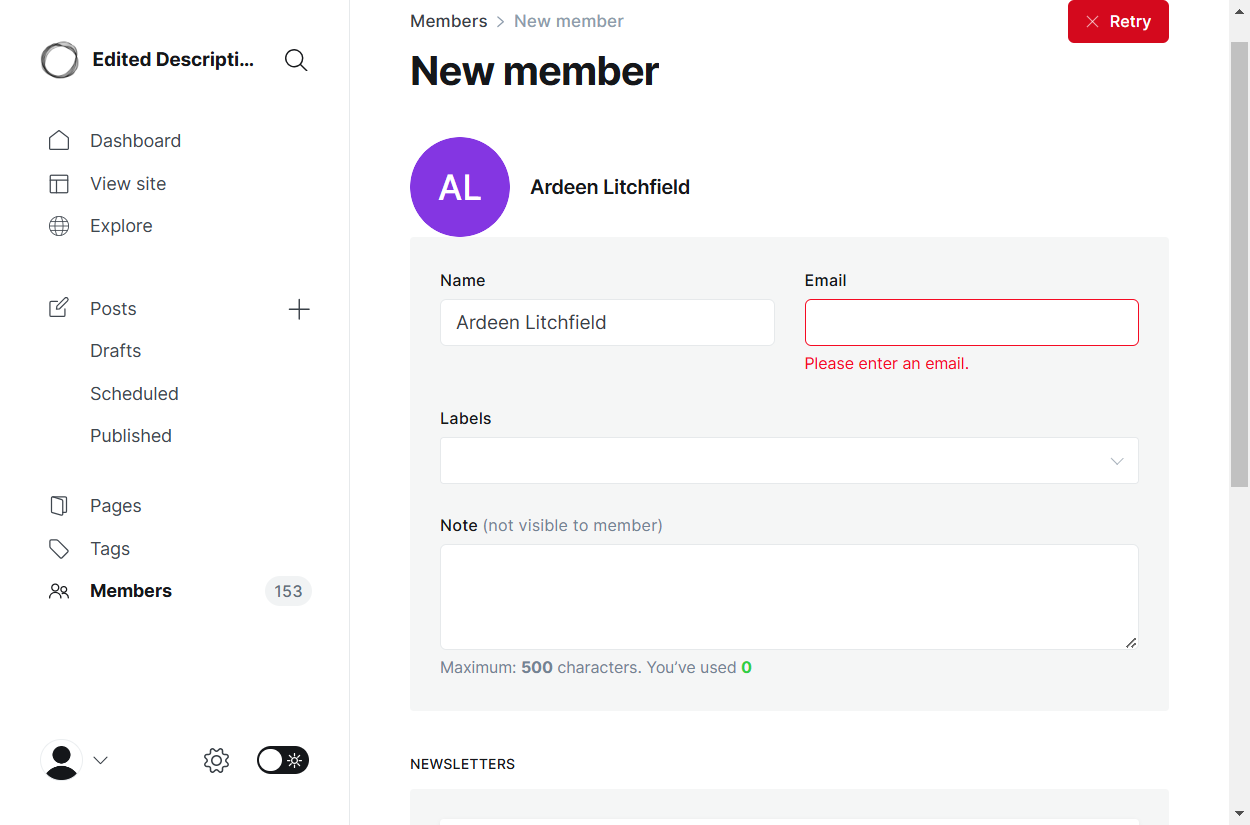 Edited Descripti...
Dashboard
View site
Explore
Posts
Drafts
Scheduled
Published
Pages
Tags
Members 153
Members > New member
Retry
New member
AL
Ardeen Litchfield
Name
Ardeen Litchfield
Email
Please enter an email.
Labels
Note (not visible to member)
Maximum: 500 characters. You’ve used 0
NEWSLETTERS